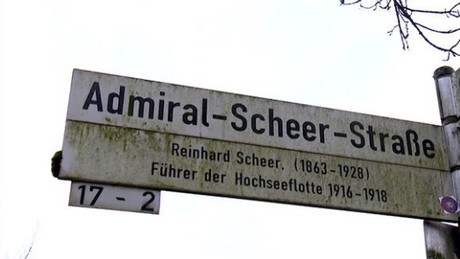 Admiral-Scheer-Straße
Reinhard Scheer. (1863-1928)
Führer der Hochseeflotte 1916-1918
17 - 2